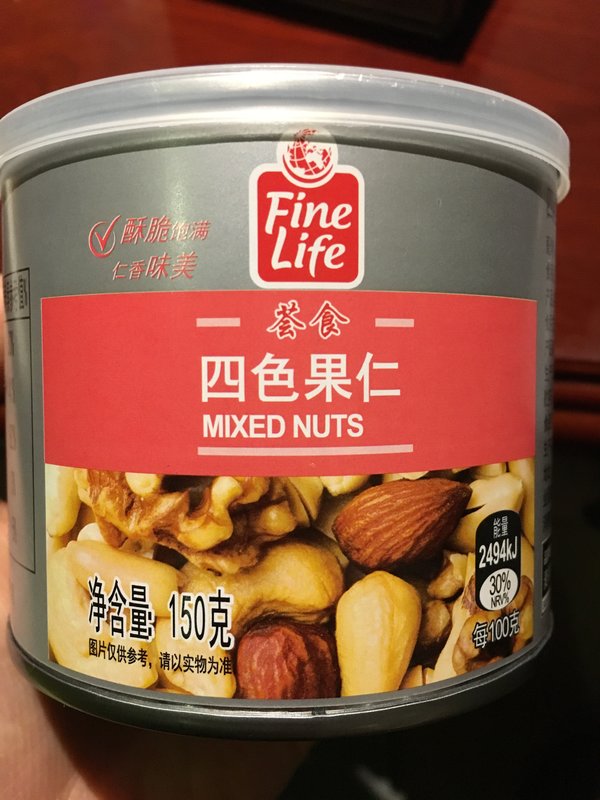 Fine
Life
酥脆饱满
仁香味美
荟食
四色果仁
MIXED NUTS
能量
2494kJ
30%
NRV%
每100克
净含量: 150克
图片仅供参考，请以实物为准